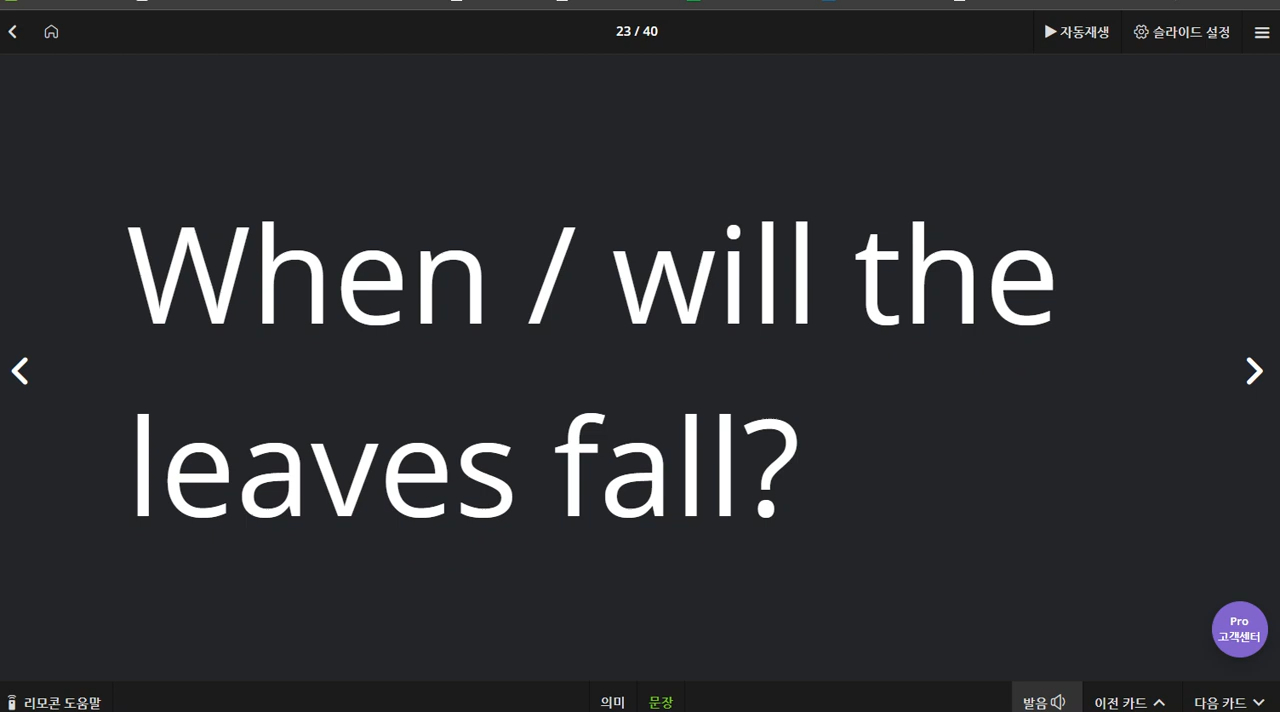 23 / 40
자동재생
슬라이드 설정
When / will the
leaves fall?
Pro
고객센터
리모콘 도움말
의미
문장
발음
이전 카드
다음 카드